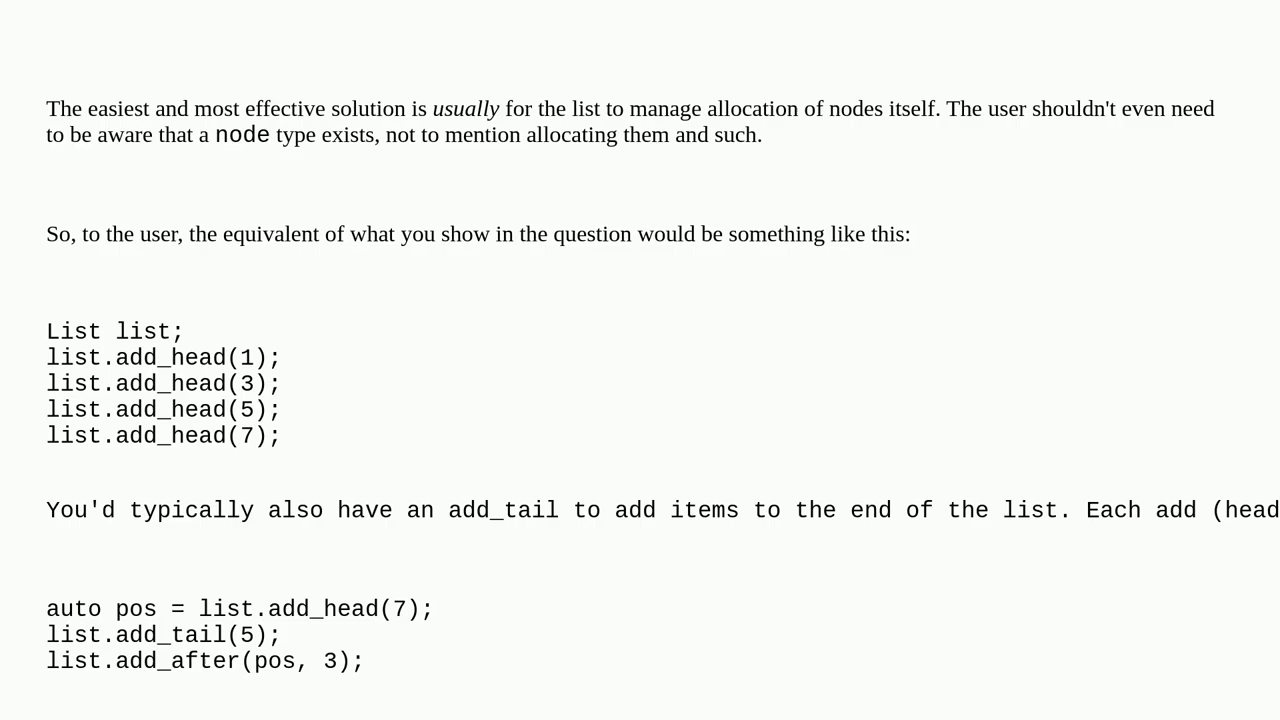 The easiest and most effective solution is usually for the list to manage allocation of nodes itself. The user shouldn't even need
to be aware that a node type exists, not to mention allocating them and such.
So, to the user, the equivalent of what you show in the question would be something like this:
List list;
list.add_head(1);
list.add_head(3);
list.add_head(5);
list.add_head(7);
You'd typically also have an add_tail to add items to the end of the list. Each add (head
auto pos = list.add_head(7);
list.add_tail(5);
list.add_after(pos, 3);